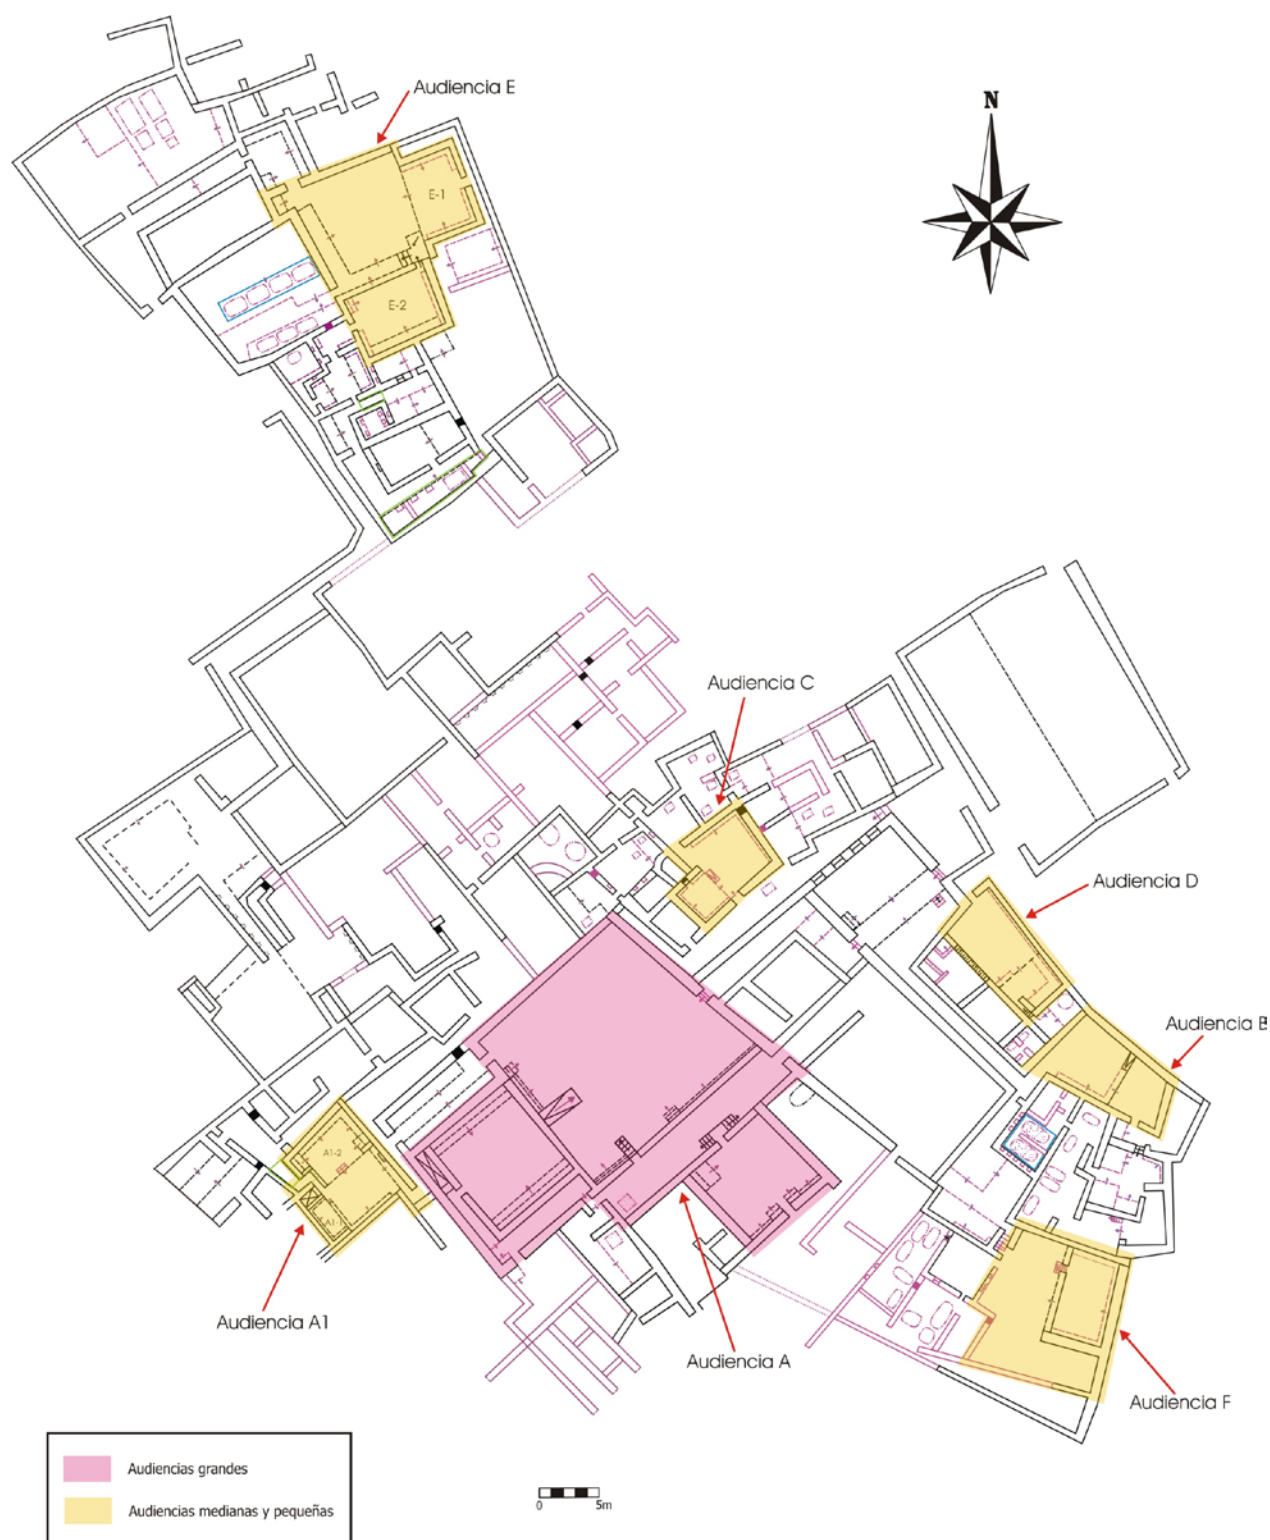 Audiencia E
N
E-1
E-2
Audiencia C
Audiencia D
Audiencia B
A1-2
A1-1
Audiencia A1
Audiencia A
Audiencia F
Audiencias grandes
Audiencias medianas y pequeñas
0 5m